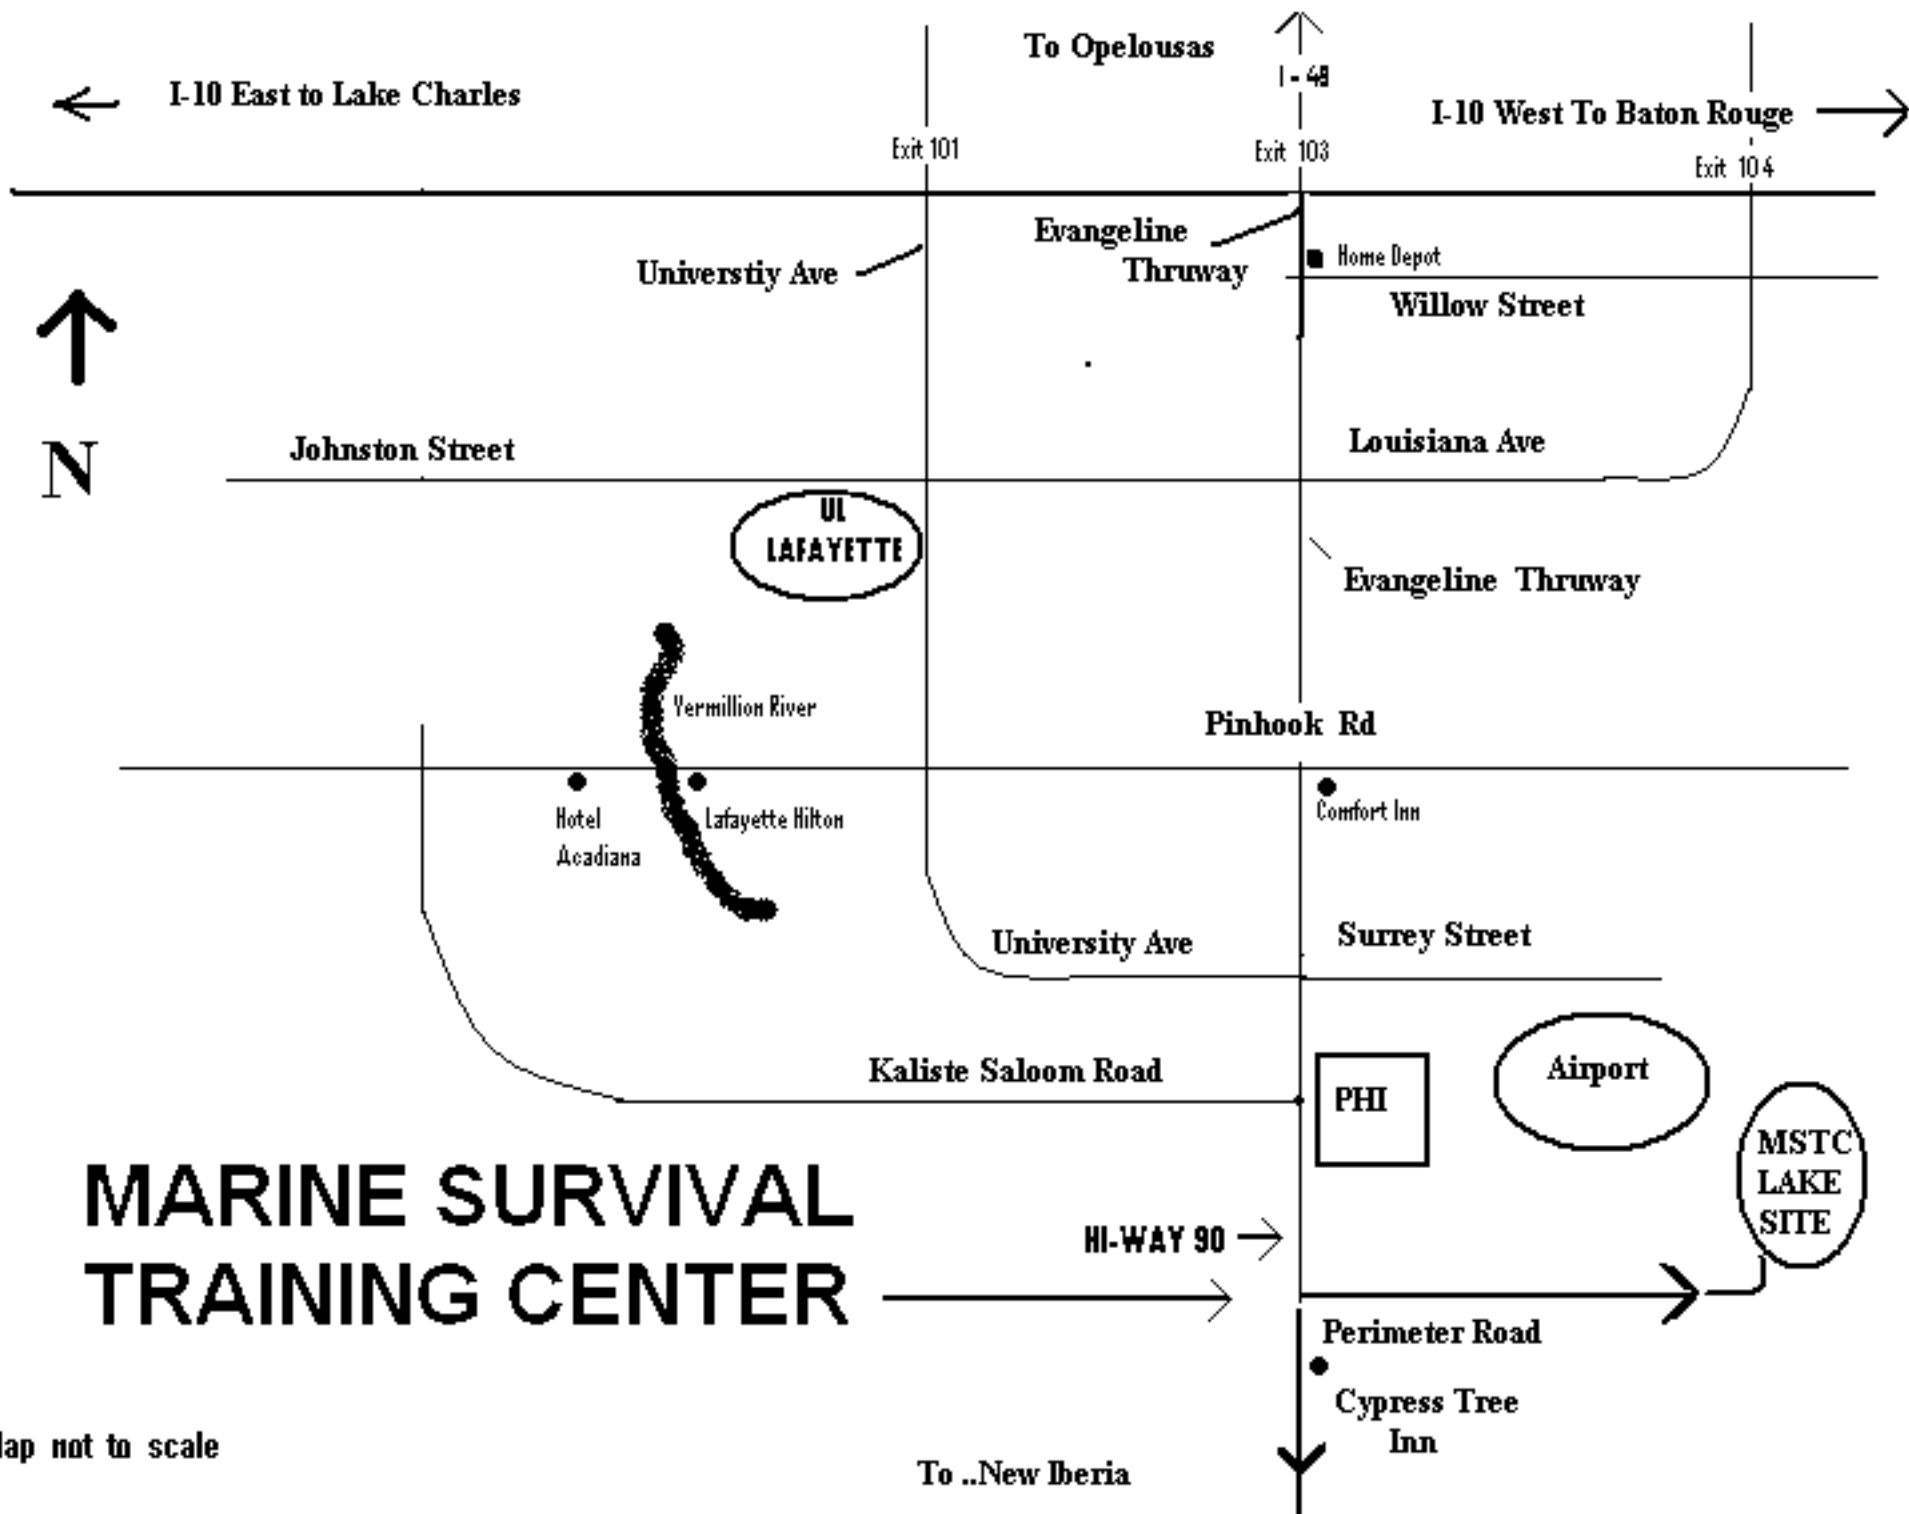 To Opelousas
I - 49
I-10 East to Lake Charles
I-10 West To Baton Rouge
Exit 101
Exit 103
Exit 104
Evangeline
Thruway
Home Depot
Universtiy Ave
Willow Street
N
Johnston Street
Louisiana Ave
UL
LAFAYETTE
Evangeline Thruway
Vermillion River
Pinhook Rd
Hotel
Acadiana
Lafayette Hilton
Comfort Inn
University Ave
Surrey Street
Kaliste Saloom Road
PHI
Airport
MSTC
LAKE
SITE
MARINE SURVIVAL
TRAINING CENTER
HI-WAY 90
Perimeter Road
Cypress Tree
Inn
not to scale
To ..New Iberia